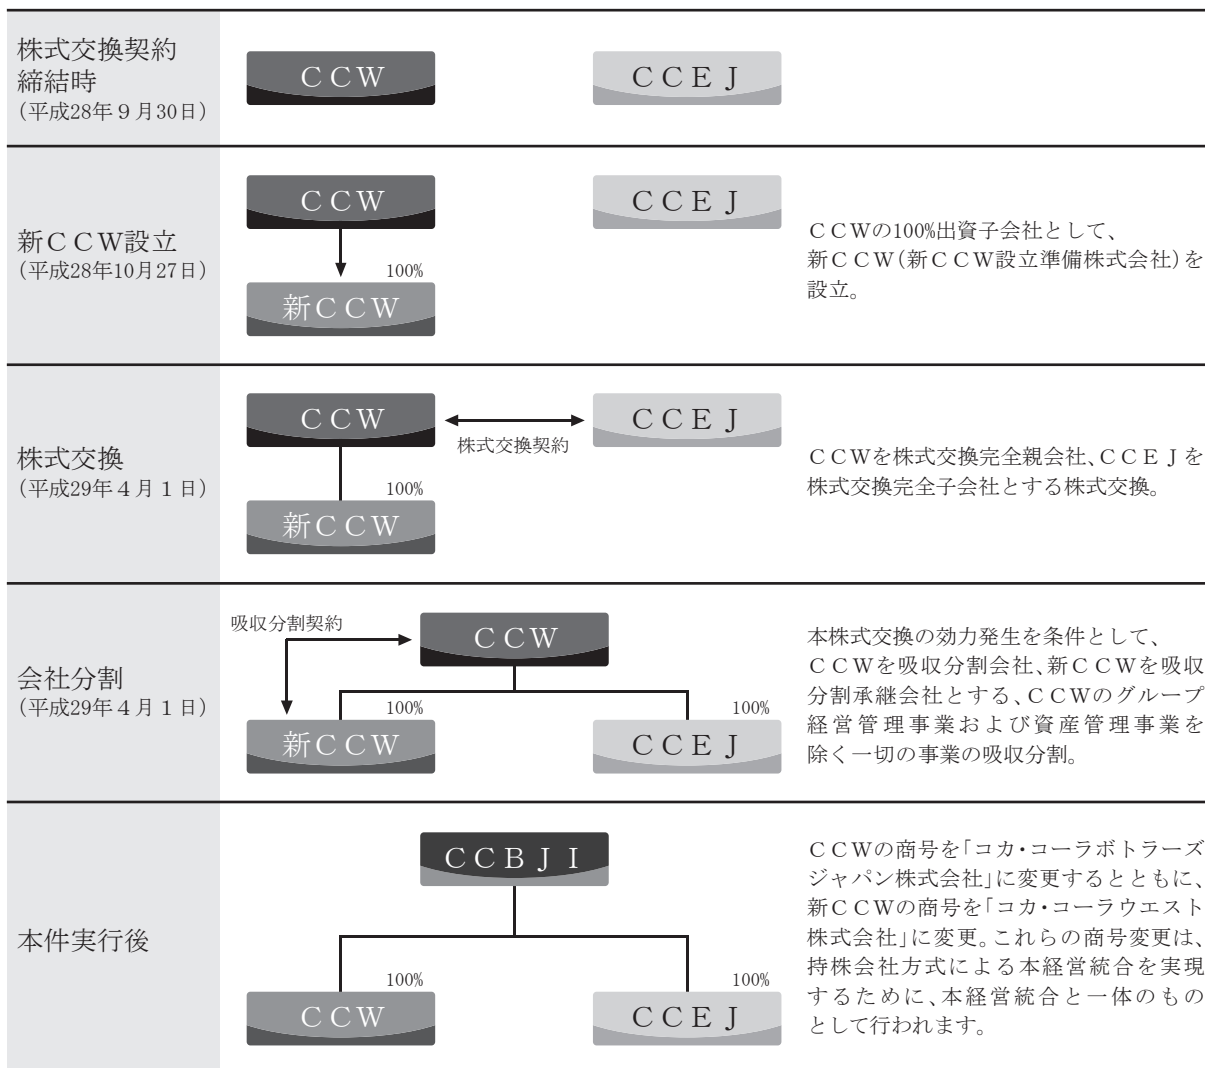 株式交換契約
締結時
（平成28年９月30日）
ＣＣＷ
ＣＣＥＪ
新ＣＣＷ設立
（平成28年10月27日）
ＣＣＷ
ＣＣＥＪ
100%
新ＣＣＷ
ＣＣＷの100%出資子会社として、
新ＣＣＷ（新ＣＣＷ設立準備株式会社）を
設立。
株式交換
（平成29年４月１日）
ＣＣＷ
株式交換契約
ＣＣＥＪ
100%
新ＣＣＷ
ＣＣＷを株式交換完全親会社、ＣＣＥＪを
株式交換完全子会社とする株式交換。
会社分割
（平成29年４月１日）
吸収分割契約
ＣＣＷ
100%
新ＣＣＷ
100%
ＣＣＥＪ
本株式交換の効力発生を条件として、
ＣＣＷを吸収分割会社、新ＣＣＷを吸収
分割承継会社とする、ＣＣＷのグループ
経営管理事業および資産管理事業を
除く一切の事業の吸収分割。
本件実行後
ＣＣＢＪＩ
100%
ＣＣＷ
100%
ＣＣＥＪ
ＣＣＷの商号を「コカ・コーラボトラーズ
ジャパン株式会社」に変更するとともに、
新ＣＣＷの商号を「コカ・コーラウエスト
株式会社」に変更。これらの商号変更は、
持株会社方式による本経営統合を実現
するために、本経営統合と一体のもの
として行われます。